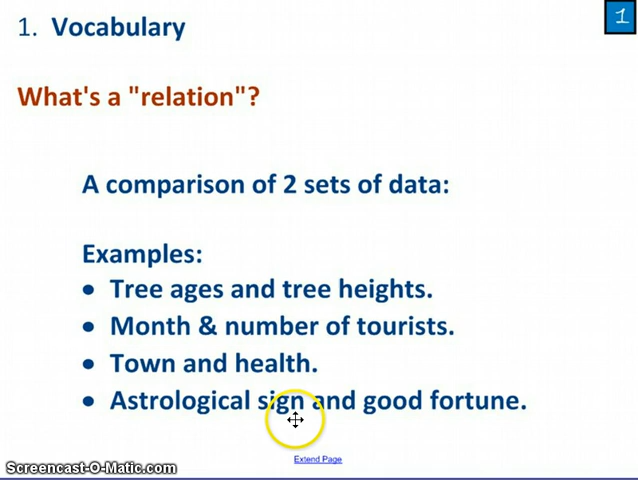 1. Vocabulary
1
What's a "relation"?
A comparison of 2 sets of data:
Examples:
• Tree ages and tree heights.
• Month & number of tourists.
• Town and health.
• Astrological sign and good fortune.
Extend Page
Screencast-O-Matic.com